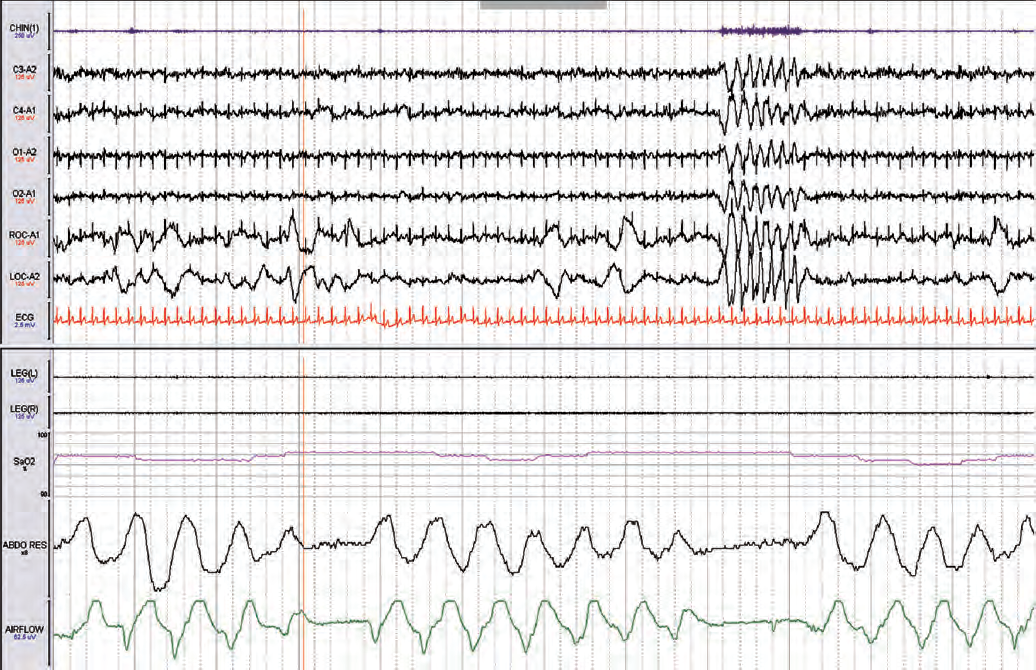 CHIN(1)
250 uV
C3-A2
125 uV
C4-A1
125 uV
O1-A2
125 uV
O2-A1
125 uV
ROC-A1
125 uV
LOC-A2
125 uV
ECG
2.5 mV
LEG(L)
125 uV
LEG(R)
125 uV
100
SaO2
%
ABDO RES
AIRFLOW
62.5 uV